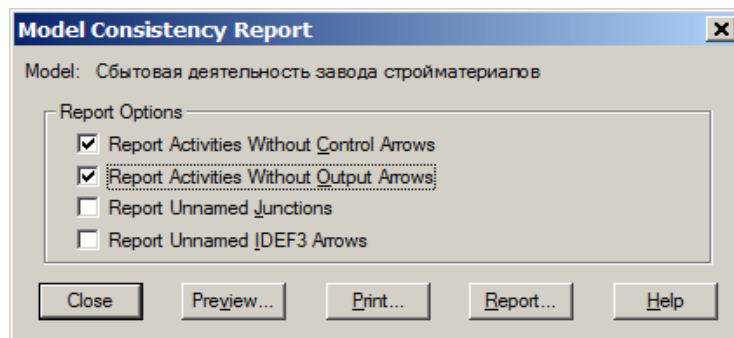 Model Consistency Report
Model: Сбытовая деятельность завода стройматериалов
Report Options
Report Activities Without Control Arrows
Report Activities Without Output Arrows
Report Unnamed Junctions
Report Unnamed IDEF3 Arrows
Close Preview... Print... Report... Help